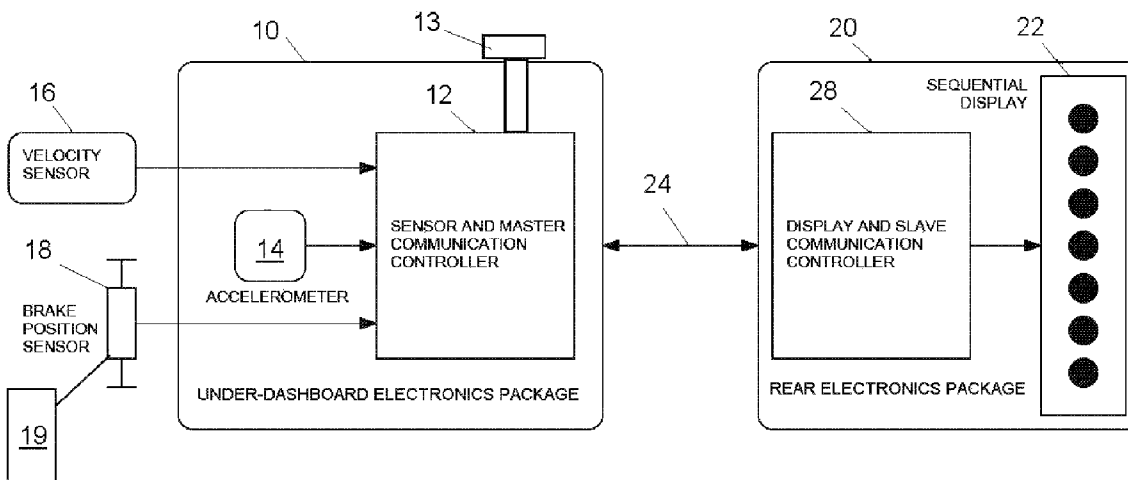 10
13
20
22
16
12
28
SEQUENTIAL
DISPLAY
VELOCITY
SENSOR
24
SENSOR AND MASTER
COMMUNICATION
CONTROLLER
DISPLAY AND SLAVE
COMMUNICATION
CONTROLLER
14
18
ACCELEROMETER
BRAKE
POSITION
SENSOR
UNDER-DASHBOARD ELECTRONICS PACKAGE
REAR ELECTRONICS PACKAGE
19